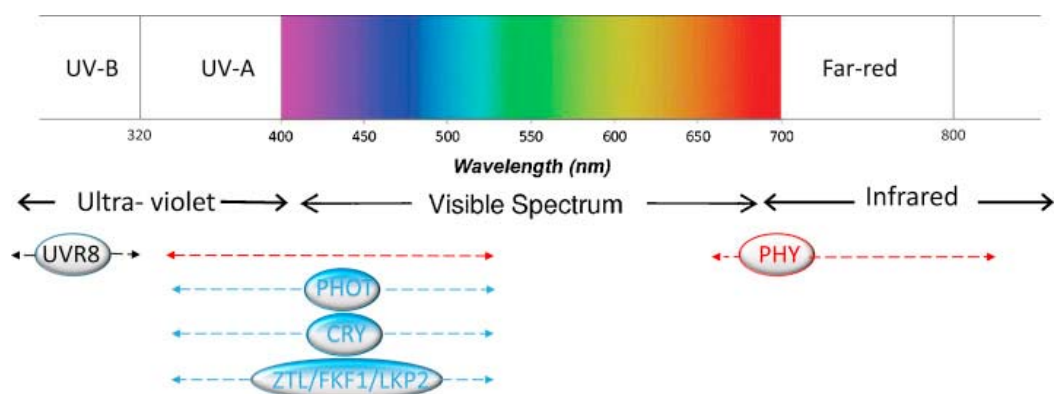 UV-B UV-A Far-red
320 400 450 500 550 600 650 700 800
Wavelength (nm)
Ultra- violet Visible Spectrum Infrared
UVR8 PHY
PHOT
CRY
ZTL/FKF1/LKP2